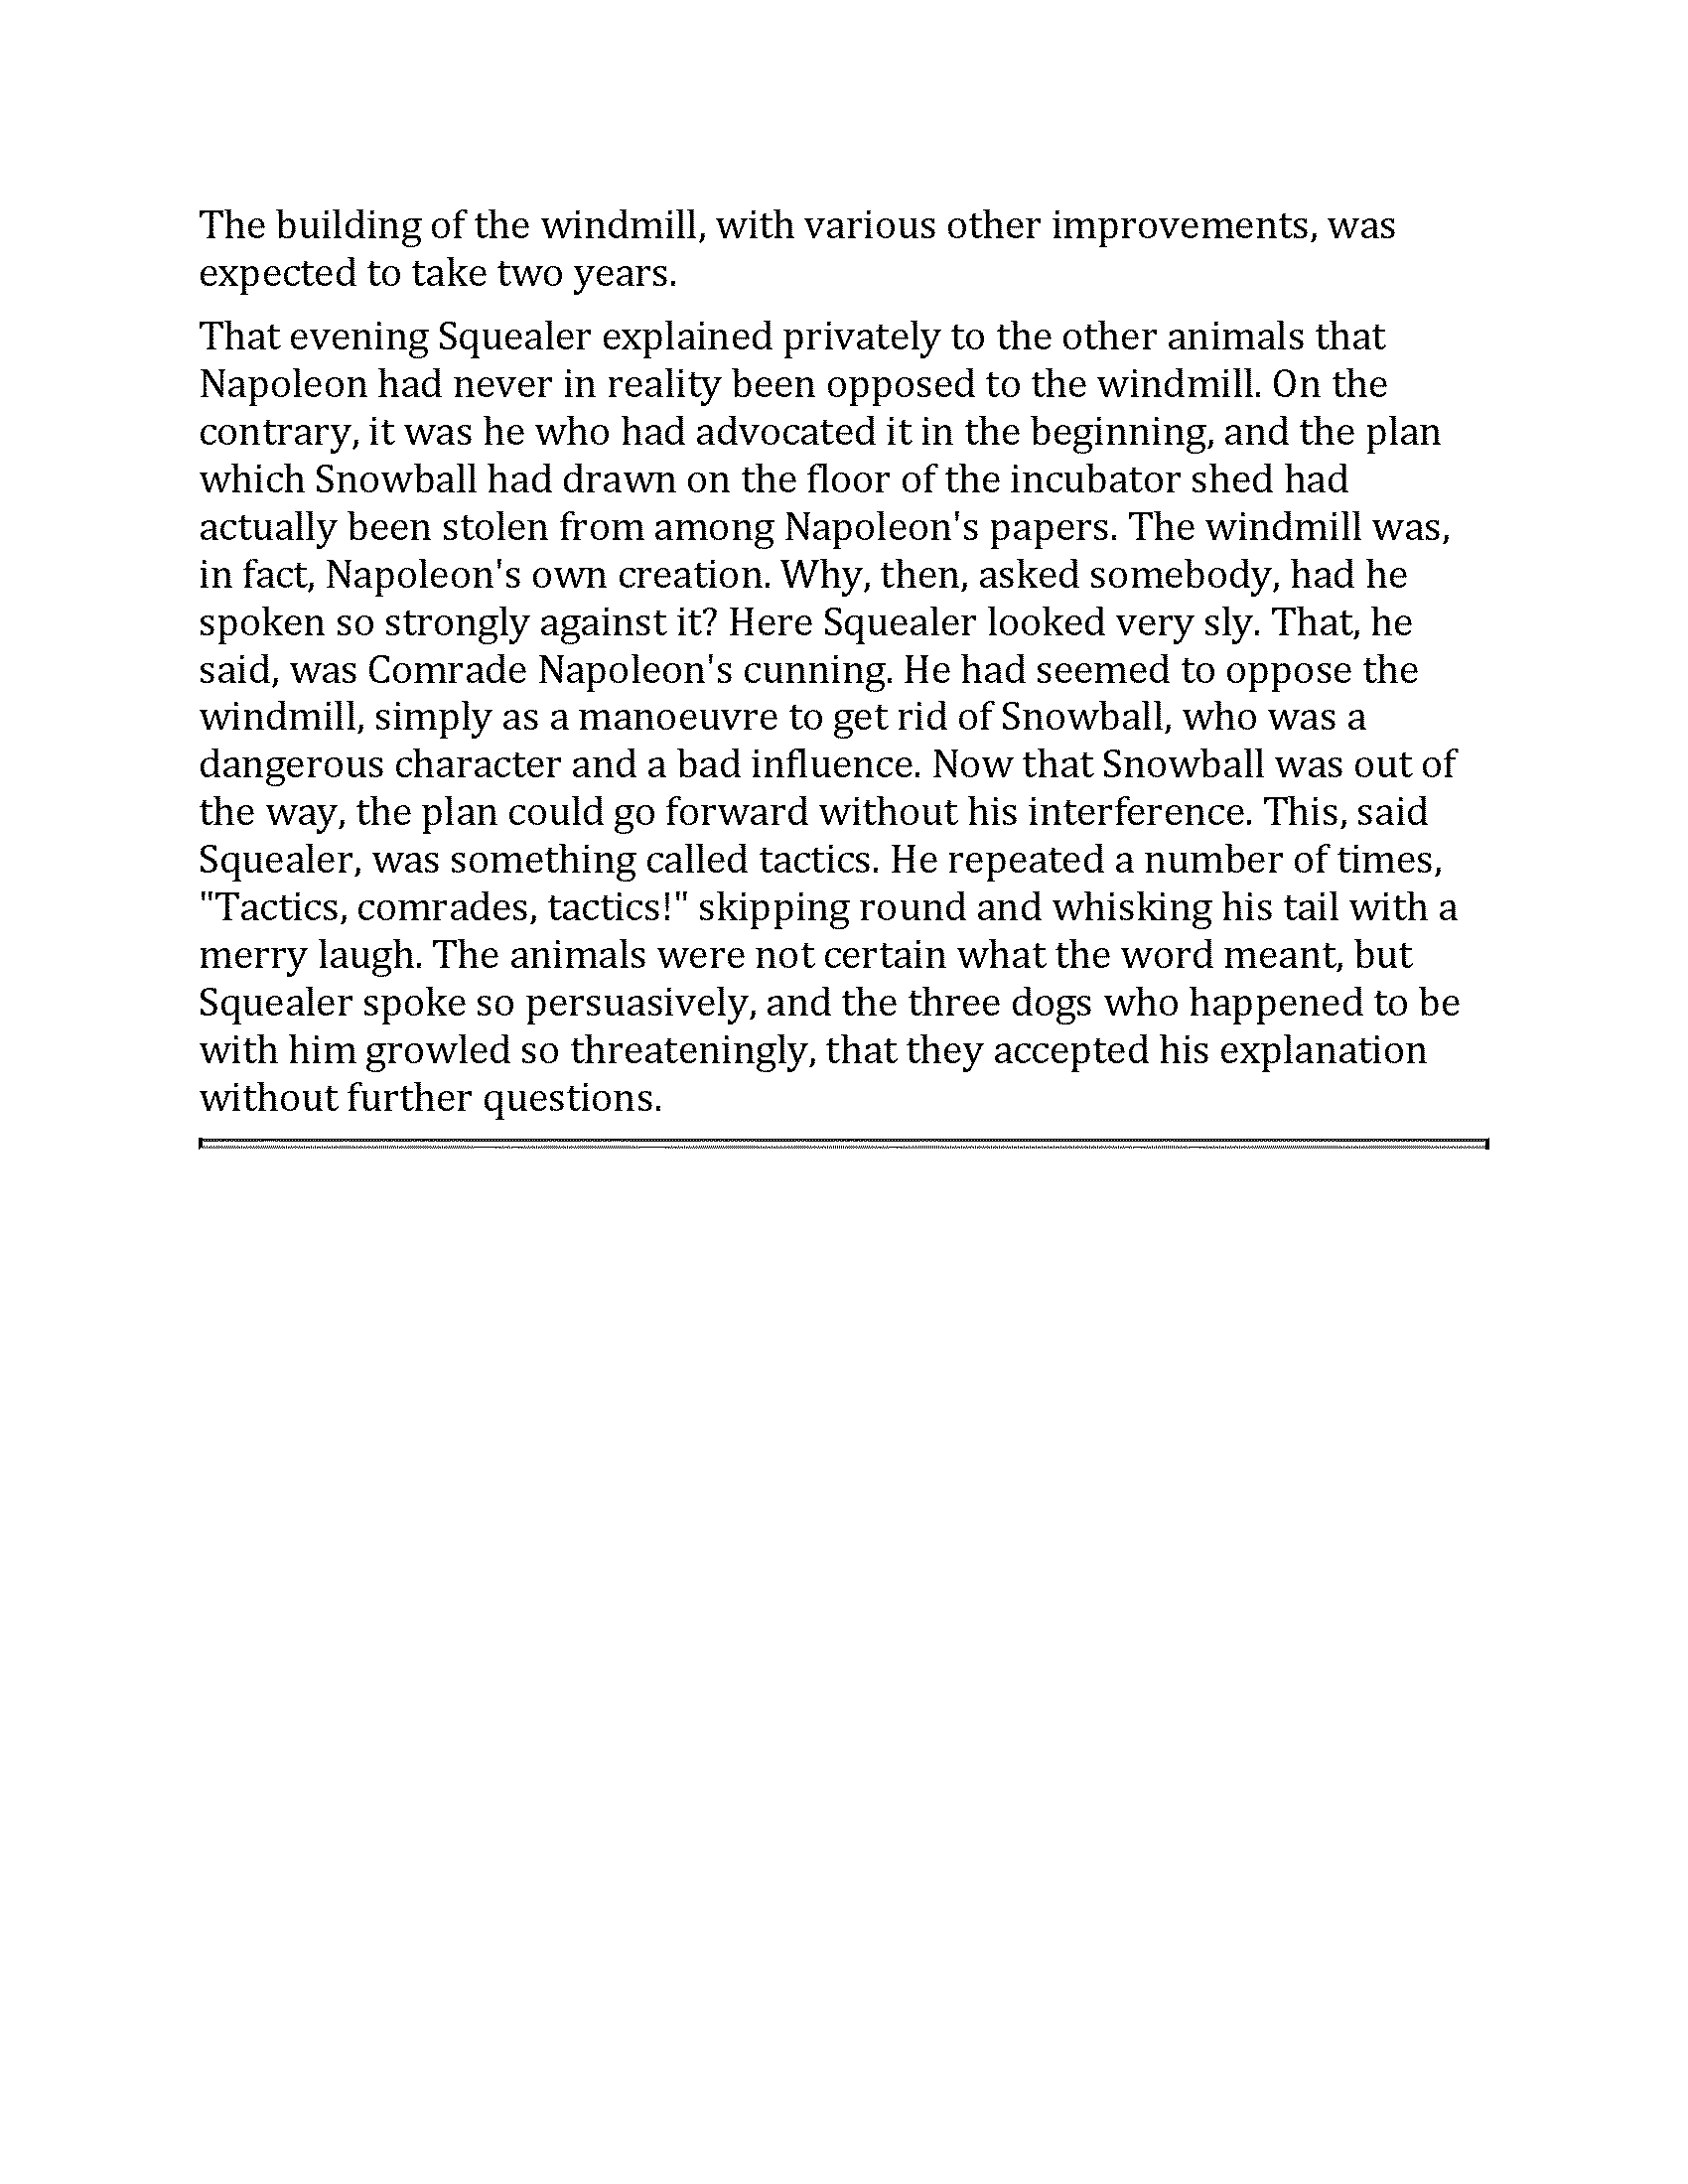 The building of the windmill, with various other improvements, was
expected to take two years.
That evening Squealer explained privately to the other animals that
Napoleon had never in reality been opposed to the windmill. On the
contrary, it was he who had advocated it in the beginning, and the plan
which Snowball had drawn on the floor of the incubator shed had
actually been stolen from among Napoleon's papers. The windmill was,
in fact, Napoleon's own creation. Why, then, asked somebody, had he
spoken so strongly against it? Here Squealer looked very sly. That, he
said, was Comrade Napoleon's cunning. He had seemed to oppose the
windmill, simply as a manoeuvre to get rid of Snowball, who was a
dangerous character and a bad influence. Now that Snowball was out of
the way, the plan could go forward without his interference. This, said
Squealer, was something called tactics. He repeated a number of times,
"Tactics, comrades, tactics!" skipping round and whisking his tail with a
merry laugh. The animals were not certain what the word meant, but
Squealer spoke so persuasively, and the three dogs who happened to be
with him growled so threateningly, that they accepted his explanation
without further questions.